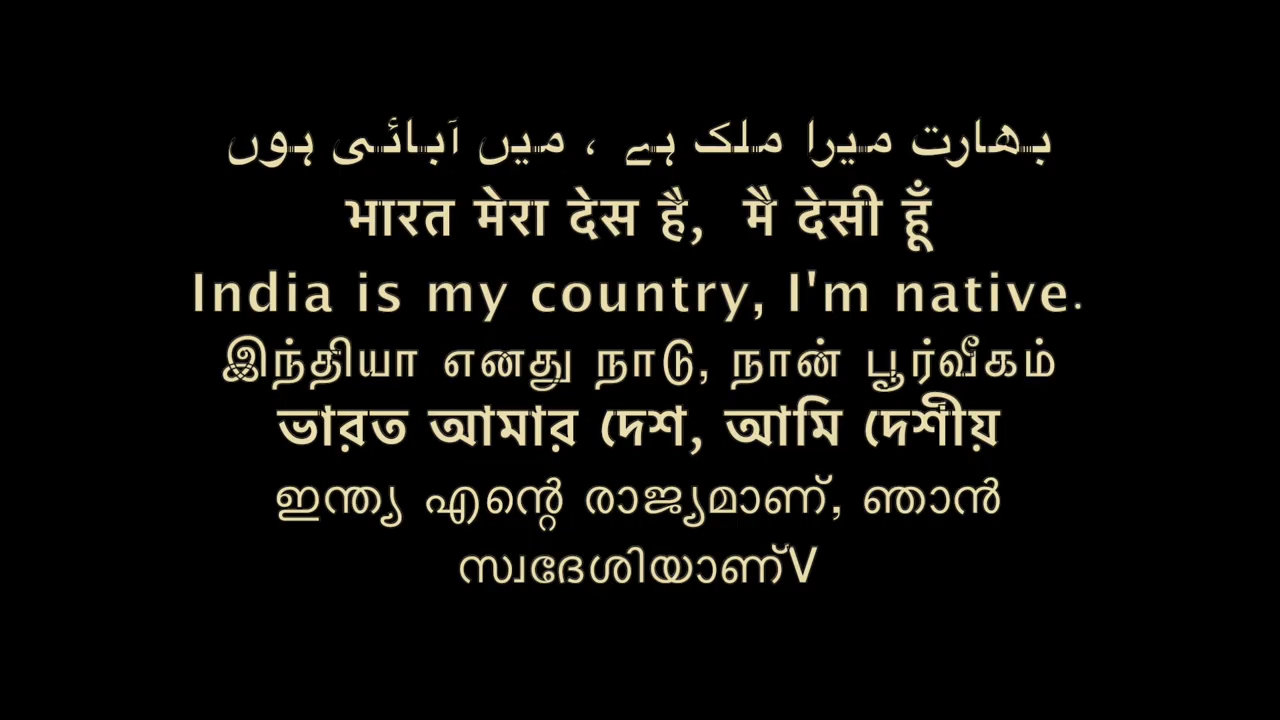 بھارت میرا ملک ہے ، میں آبائی ہوں
भारत मेरा देस है, मै देसी हूँ
India is my country, I'm native.
இந்தியா எனது நாடு, நான் பூர்வீகம்
ভারত আমার দেশ, আমি দেশীয়
ഇന്ത്യ എന്റെ രാജ്യമാണ്, ഞാൻ
സ്വദേശിയാണ്V